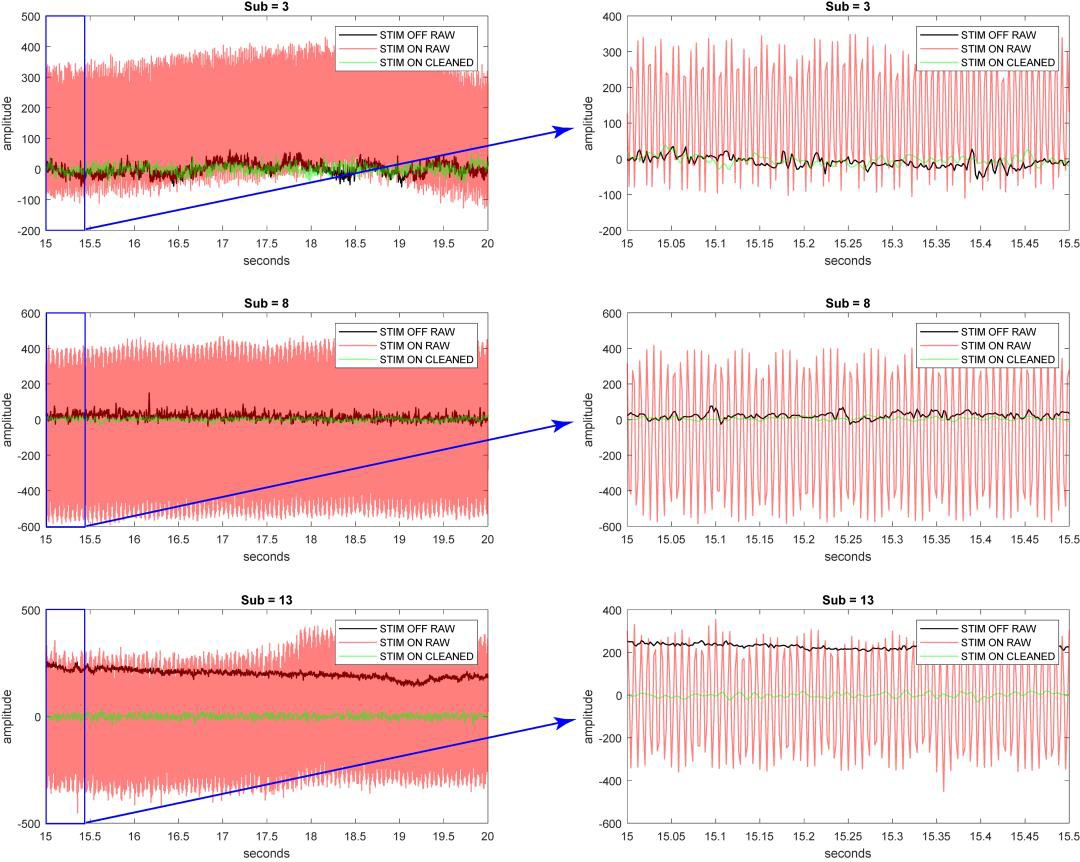 Sub = 3
500
400
300
200
100
0
-100
-200
amplitude
STIM OFF RAW
STIM ON RAW
STIM ON CLEANED
15 15.5 16 16.5 17 17.5 18 18.5 19 19.5 20
seconds
Sub = 3
400
300
200
100
0
-100
-200
amplitude
STIM OFF RAW
STIM ON RAW
STIM ON CLEANED
15 15.05 15.1 15.15 15.2 15.25 15.3 15.35 15.4 15.45 15.5
seconds
Sub = 8
600
400
200
0
-200
-400
-600
amplitude
STIM OFF RAW
STIM ON RAW
STIM ON CLEANED
15 15.5 16 16.5 17 17.5 18 18.5 19 19.5 20
seconds
Sub = 8
600
400
200
0
-200
-400
-600
amplitude
STIM OFF RAW
STIM ON RAW
STIM ON CLEANED
15 15.05 15.1 15.15 15.2 15.25 15.3 15.35 15.4 15.45 15.5
seconds
Sub = 13
500
0
-500
amplitude
STIM OFF RAW
STIM ON RAW
STIM ON CLEANED
15 15.5 16 16.5 17 17.5 18 18.5 19 19.5 20
seconds
Sub = 13
400
200
0
-200
-400
-600
amplitude
STIM OFF RAW
STIM ON RAW
STIM ON CLEANED
15 15.05 15.1 15.15 15.2 15.25 15.3 15.35 15.4 15.45 15.5
seconds